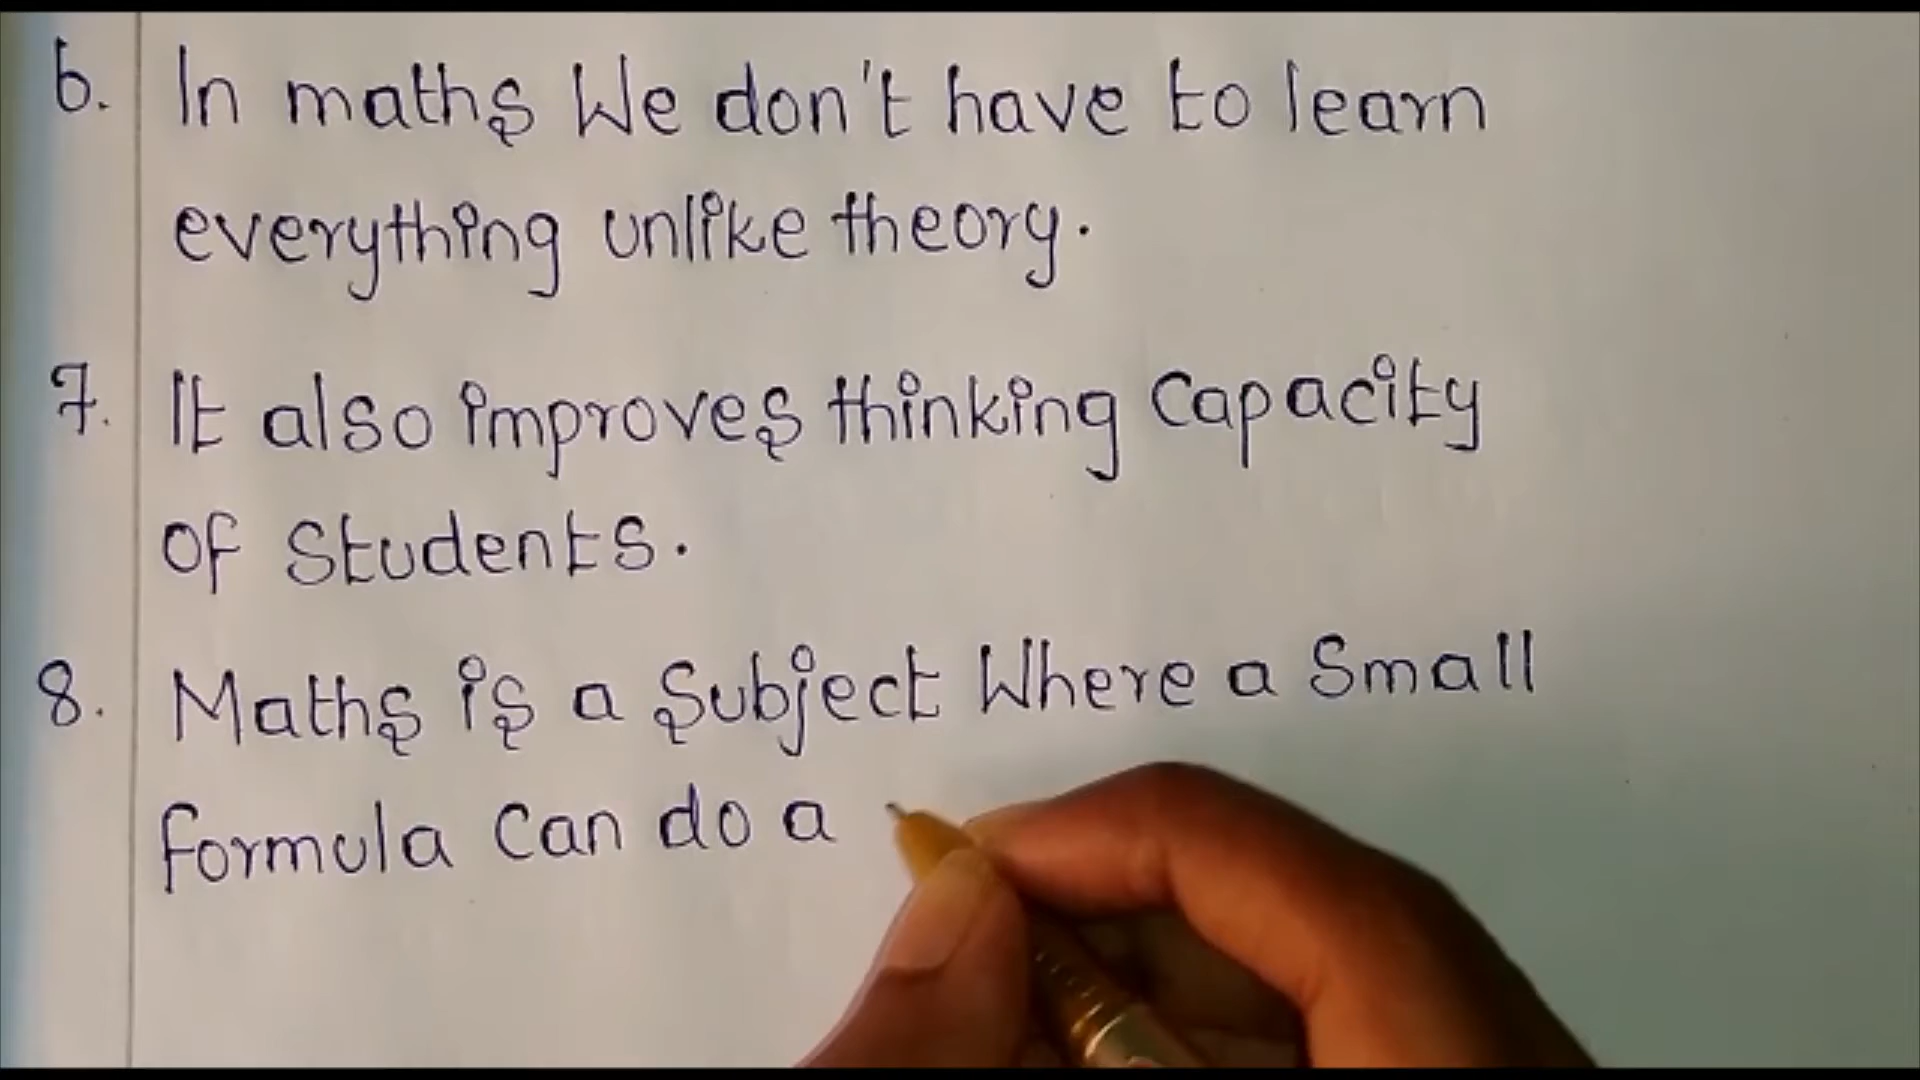 6. In maths We don't have to learn
everything unlike theory.
7. It also improves thinking Capacity
Of Students.
8. Maths is a Subject Where a Small
formula Can do a